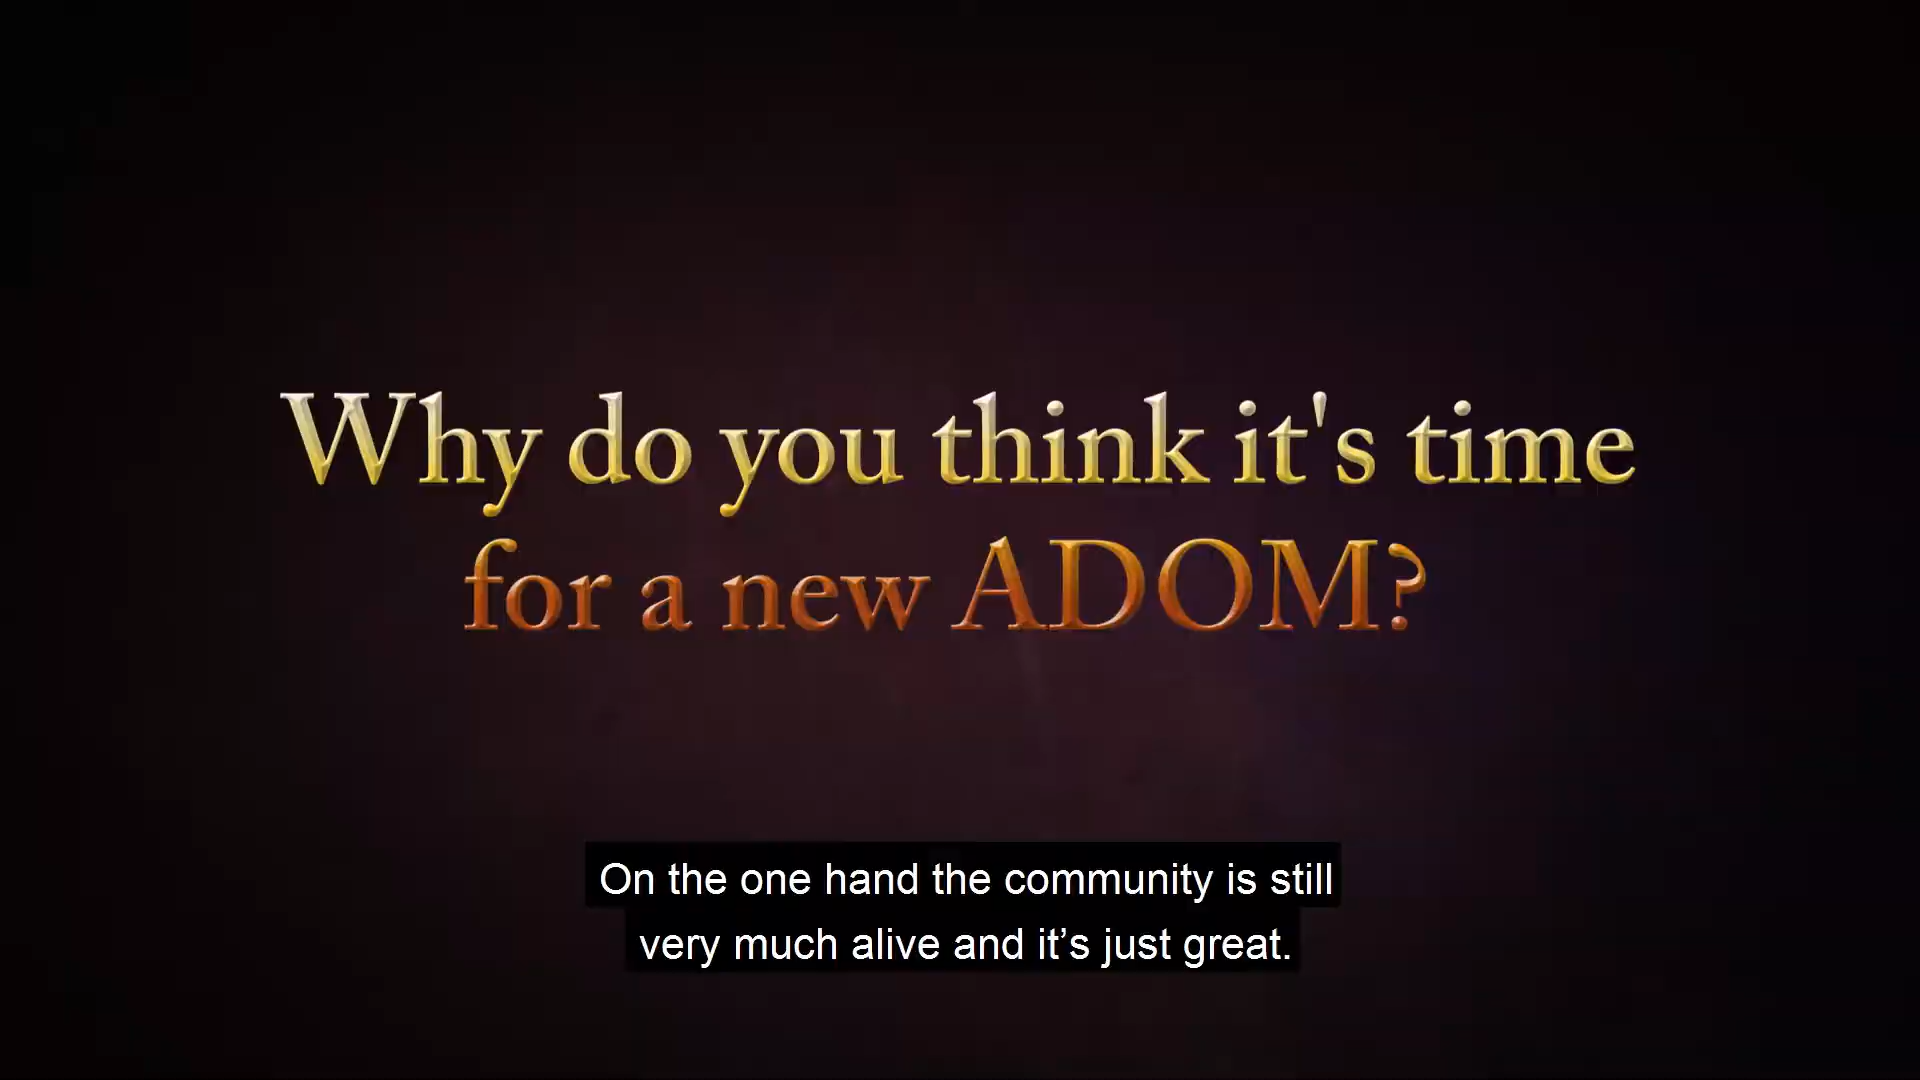 Why do you think it's time
for a new ADOM?
On the one hand the community is still
very much alive and it’s just great.